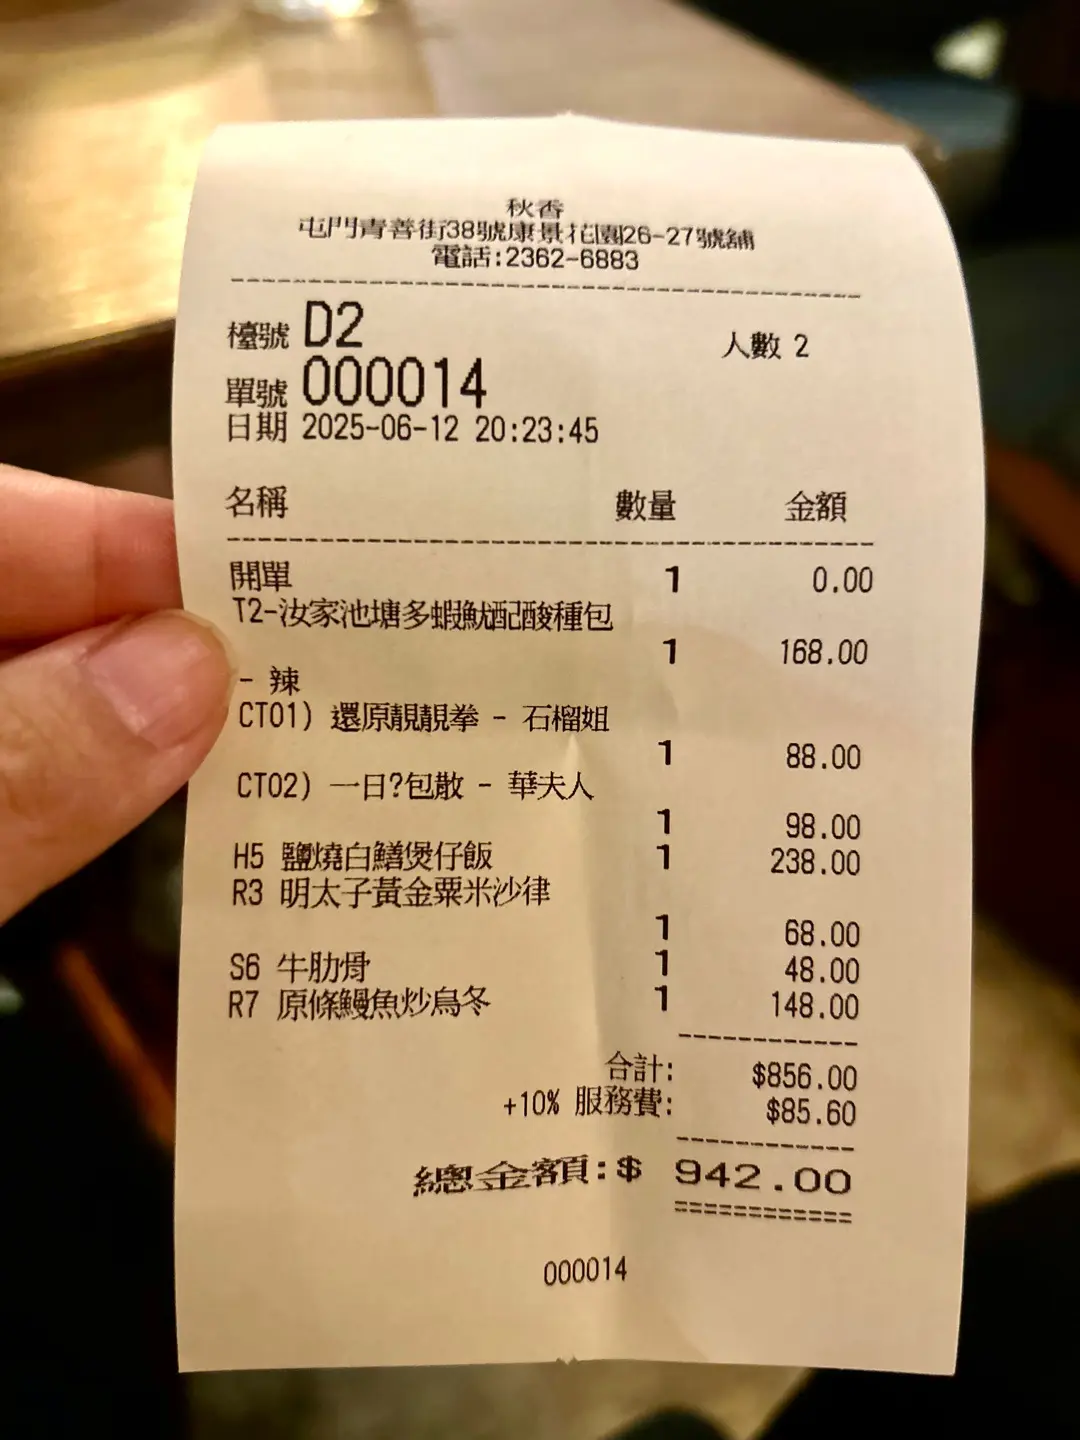 秋香
屯門青善街38號康景花園26-27號舖
電話:2362-6883
檯號 D2
人數 2
單號 000014
日期 2025-06-12 20:23:45
名稱 數量 金額
開單 1 0.00
T2-汝家池塘多蝦魷配酸種包
1 168.00
- 辣
CT01) 還原靚靚拳 - 石榴姐
1 88.00
CT02) 一日?包散 - 華夫人
1 98.00
H5 鹽燒白鱔煲仔飯 1 238.00
R3 明太子黃金粟米沙律
1 68.00
S6 牛肋骨 1 48.00
R7 原條鰻魚炒烏冬 1 148.00
合計: $856.00
+10% 服務費: $85.60
總金額:$ 942.00
000014